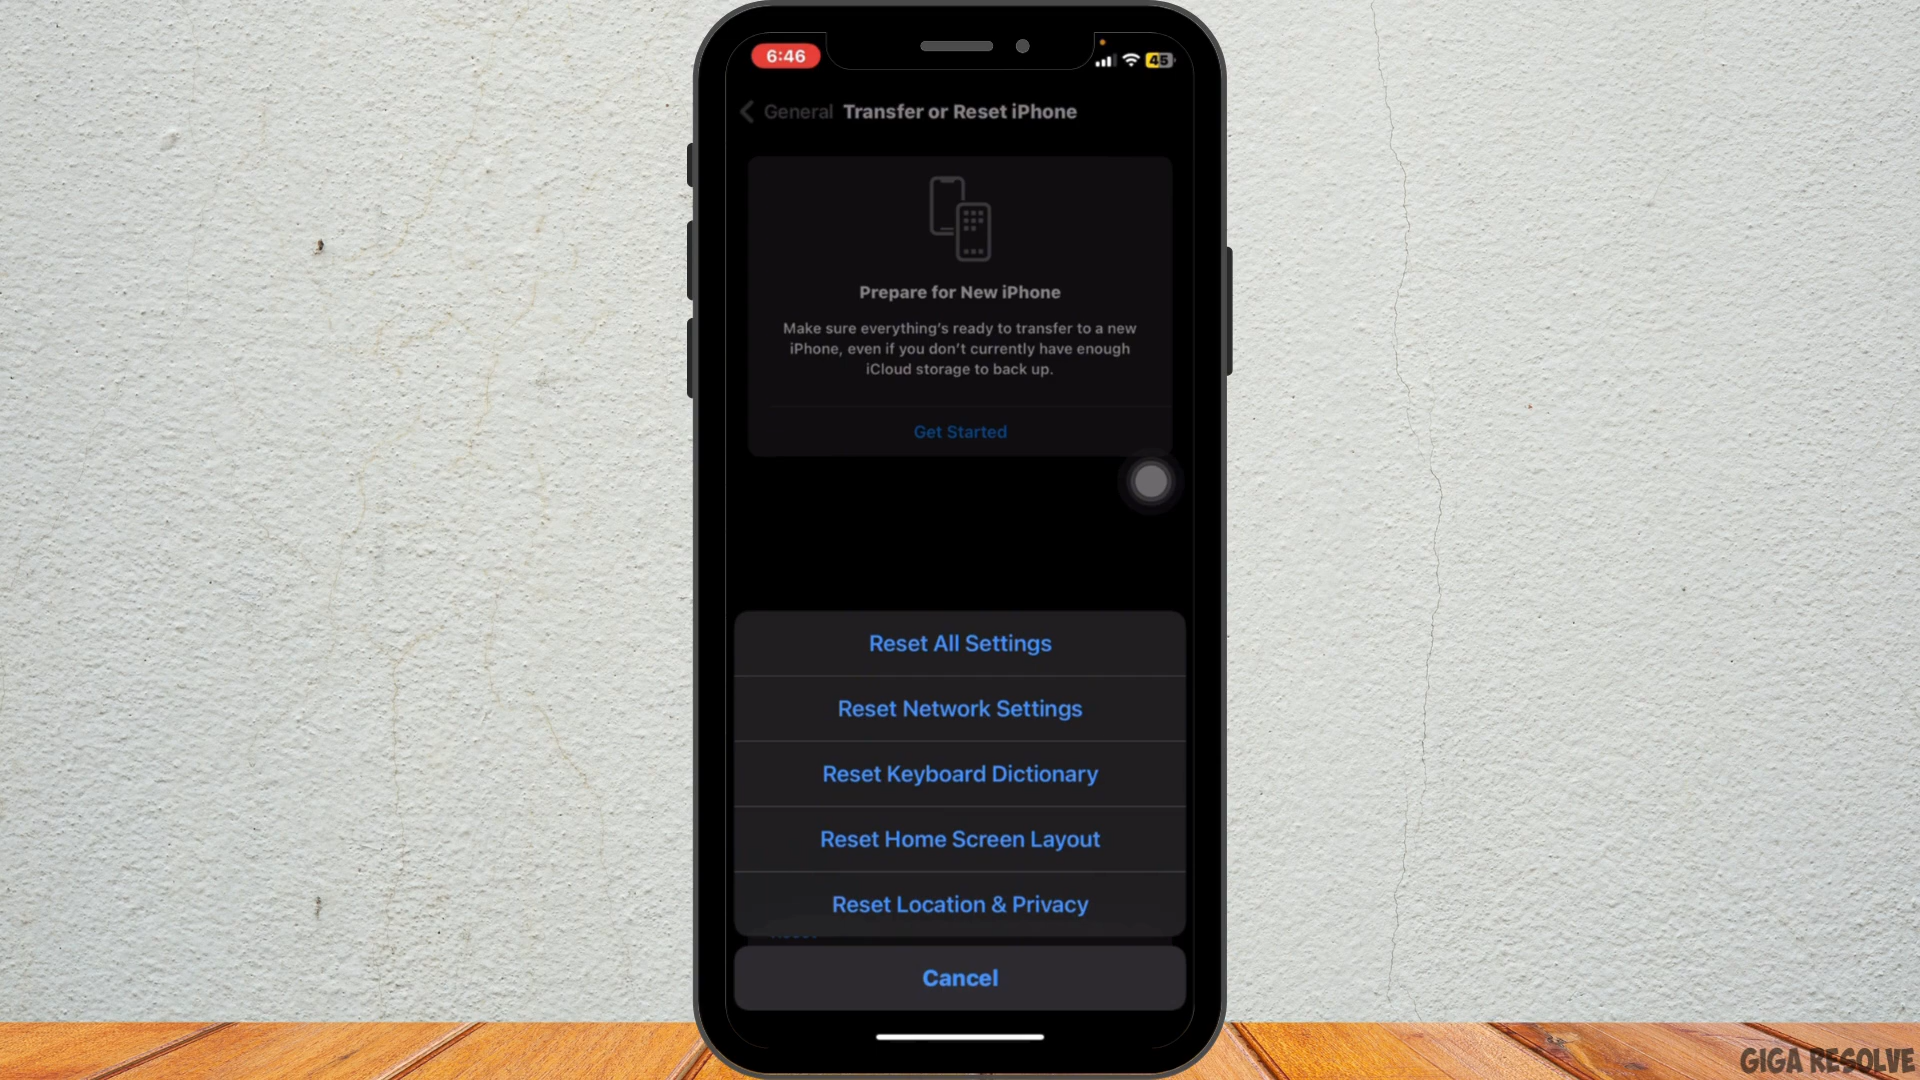 6:46
45
General Transfer or Reset iPhone
Prepare for New iPhone
Make sure everything's ready to transfer to a new
iPhone, even if you don't currently have enough
iCloud storage to back up.
Get Started
Reset All Settings
Reset Network Settings
Reset Keyboard Dictionary
Reset Home Screen Layout
Reset Location & Privacy
Cancel
GIGA RESOLVE